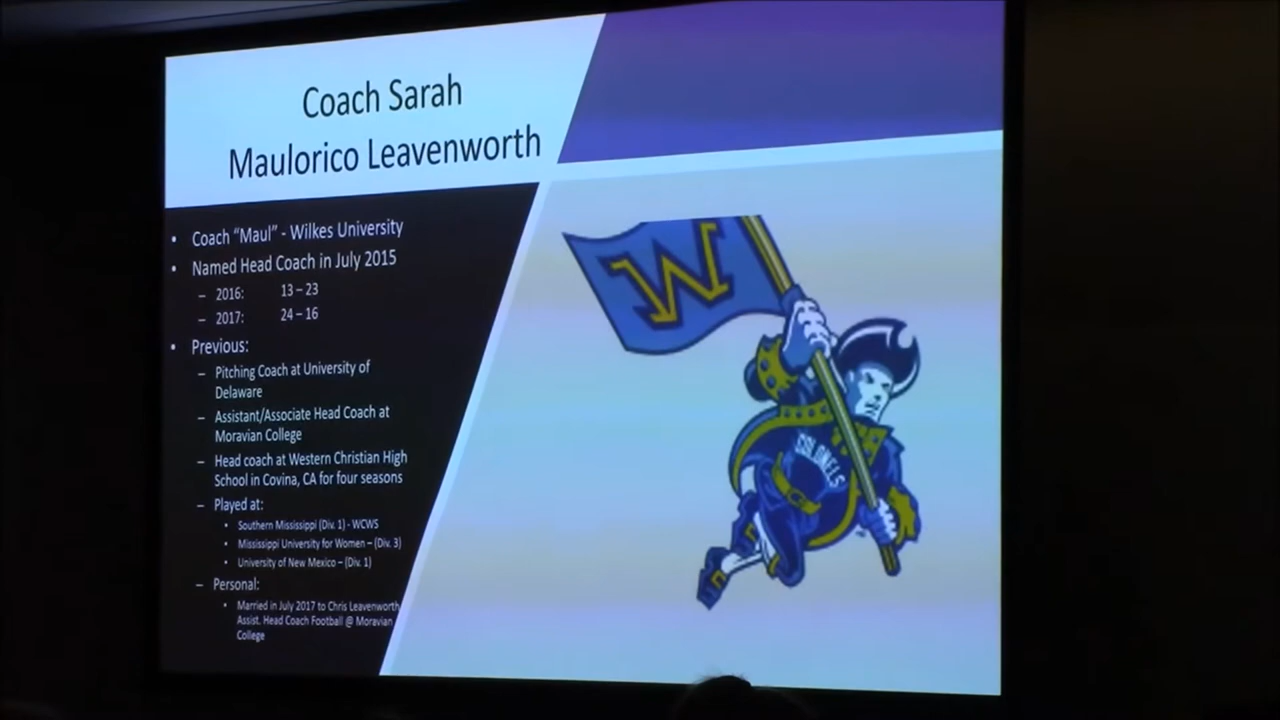 Coach Sarah
Maulorico Leavenworth
• Coach “Maul” - Wilkes University
• Named Head Coach in July 2015
– 2016: 13 – 23
– 2017: 24 – 16
• Previous:
– Pitching Coach at University of
Delaware
– Assistant/Associate Head Coach at
Moravian College
– Head coach at Western Christian High
School in Covina, CA for four seasons
– Played at:
• Southern Mississippi (Div. 1) - WCWS
• Mississippi University for Women – (Div. 3)
• University of New Mexico – (Div. 1)
– Personal:
• Married in July 2017 to Chris Leavenworth
Assist. Head Coach Football @ Moravian
College
W
COLONELS